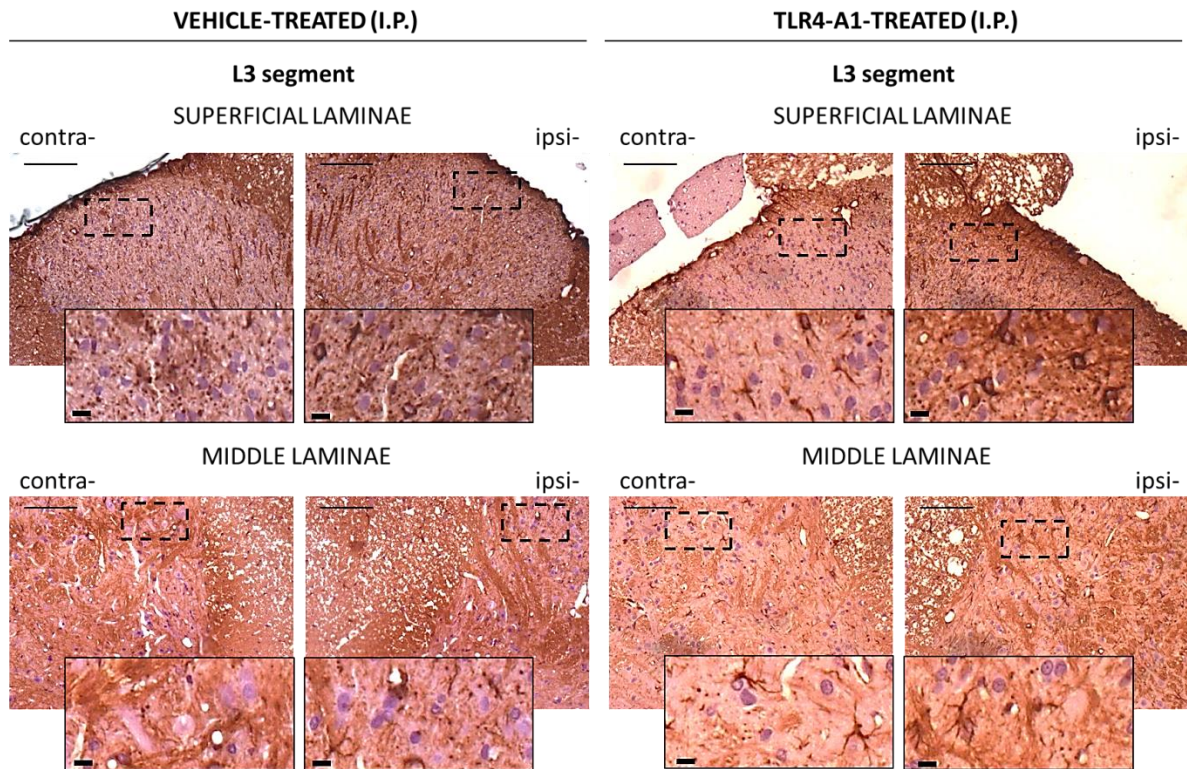 VEHICLE-TREATED (I.P.)
L3 segment
SUPERFICIAL LAMINAE
contra-
ipsi-
MIDDLE LAMINAE
contra-
ipsi-
TLR4-A1-TREATED (I.P.)
L3 segment
SUPERFICIAL LAMINAE
contra-
ipsi-
MIDDLE LAMINAE
contra-
ipsi-